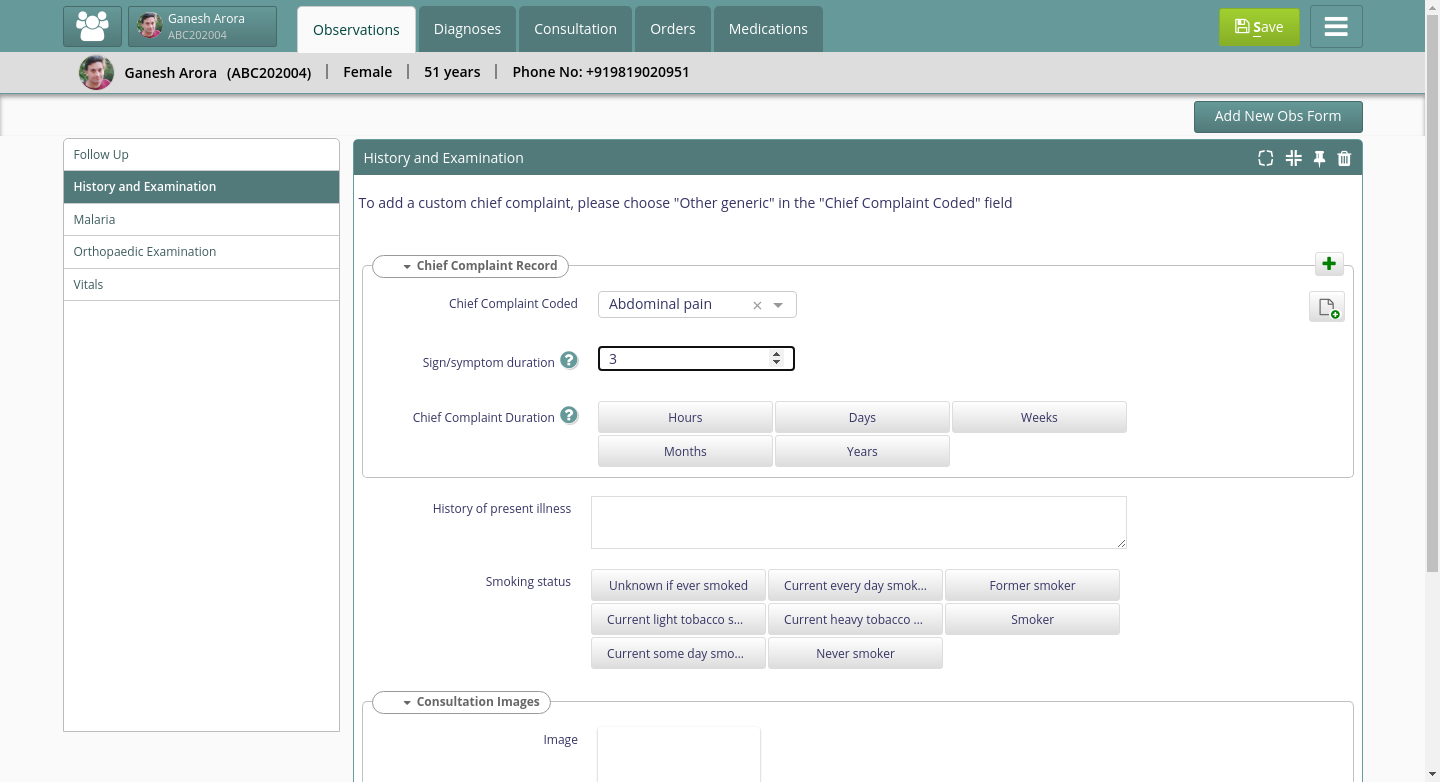 Ganesh Arora
ABC202004
Observations
Diagnoses
Consultation
Orders
Medications
Save
Ganesh Arora (ABC202004) | Female | 51 years | Phone No: +919819020951
Add New Obs Form
Follow Up
History and Examination
Malaria
Orthopaedic Examination
Vitals
History and Examination
To add a custom chief complaint, please choose "Other generic" in the "Chief Complaint Coded" field
Chief Complaint Record
Chief Complaint Coded
Abdominal pain
Sign/symptom duration ?
3
Chief Complaint Duration ?
Hours
Days
Weeks
Months
Years
History of present illness
Smoking status
Unknown if ever smoked
Current every day smok...
Former smoker
Current light tobacco s...
Current heavy tobacco ...
Smoker
Current some day smo...
Never smoker
Consultation Images
Image